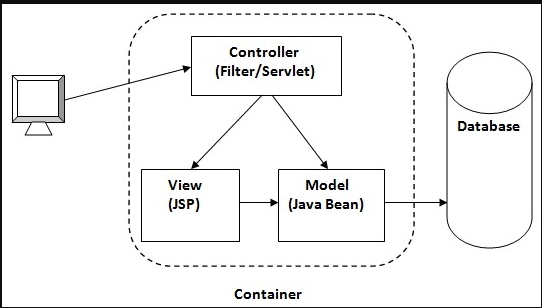 Controller
(Filter/Servlet)
Database
View
(JSP)
Model
(Java Bean)
Container